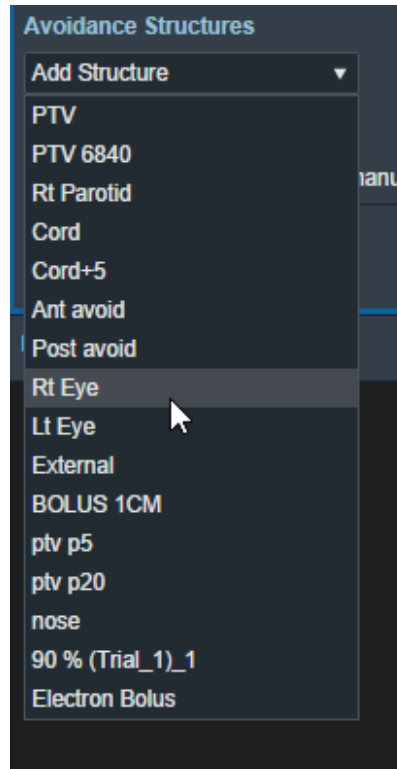 Avoidance Structures
Add Structure
PTV
PTV 6840
Rt Parotid
Cord
Cord+5
Ant avoid
Post avoid
Rt Eye
Lt Eye
External
BOLUS 1CM
ptv p5
ptv p20
nose
90 % (Trial_1)_1
Electron Bolus